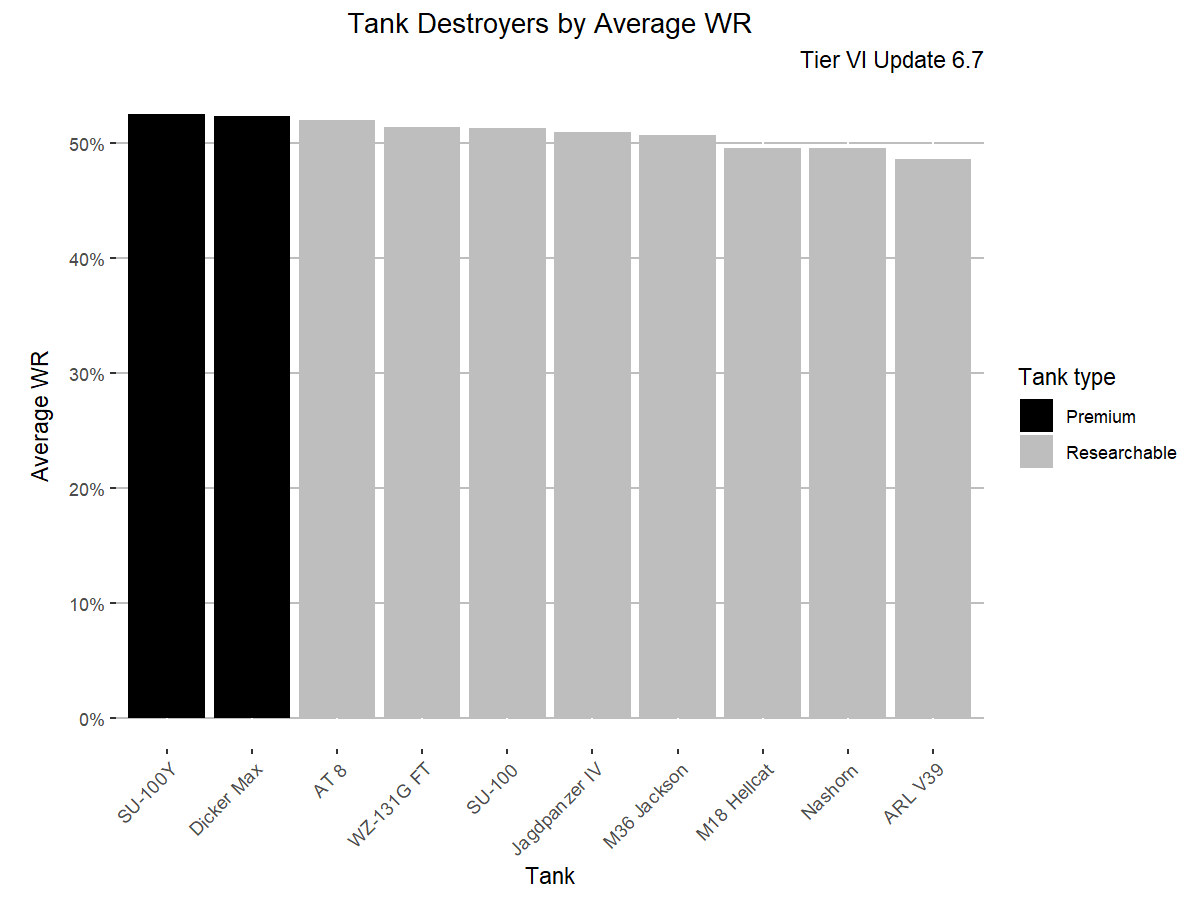 Tank Destroyers by Average WR
Tier VI Update 6.7
Average WR
50%
40%
30%
20%
10%
0%
SU-100Y
Dicker Max
AT 8
WZ-131G FT
SU-100
Jagdpanzer IV
M36 Jackson
M18 Hellcat
Nashorn
ARL V39
Tank
Tank type
Premium
Researchable